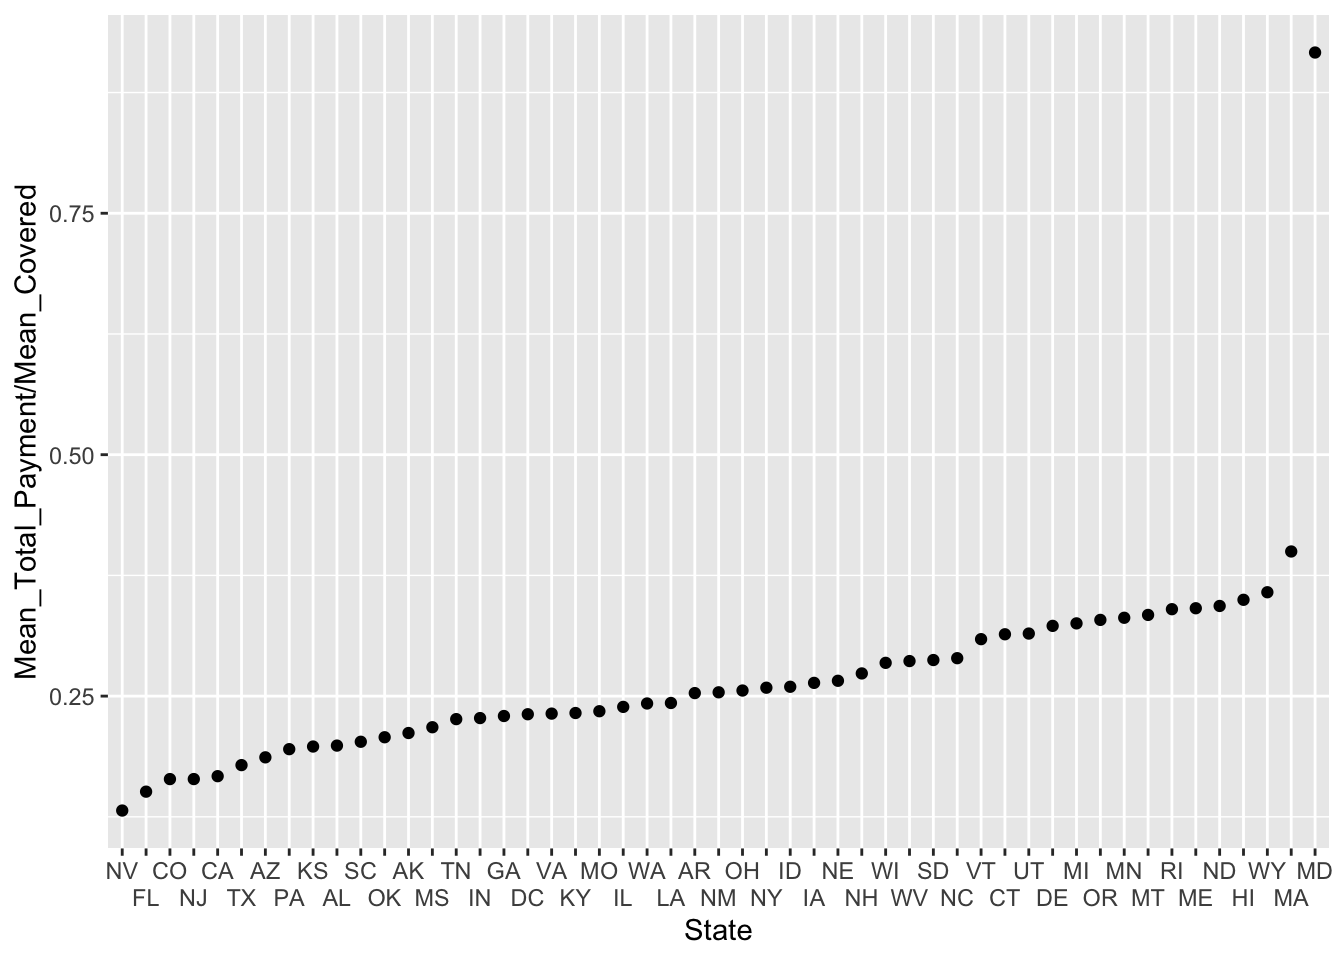 Mean_Total_Payment/Mean_Covered
0.75
0.50
0.25
NV CO CA AZ KS SC AK TN GA VA MO WA AR OH ID NE WI SD VT UT MI MN RI ND WY MD
FL NJ TX PA AL OK MS IN DC KY IL LA NM NY IA NH WV NC CT DE OR MT ME HI MA
State